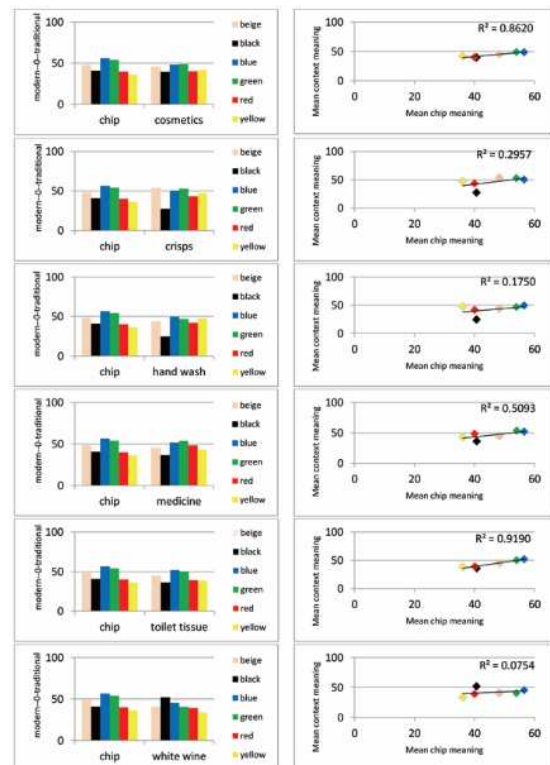 modern--0--traditional
100
50
0
chip
cosmetics
beige
black
blue
green
red
yellow
Mean context meaning
100
50
0
R² = 0.8620
20
40
60
Mean chip meaning
modern--0--traditional
100
50
0
chip
crisps
beige
black
blue
green
red
yellow
Mean context meaning
100
50
0
R² = 0.2957
20
40
60
Mean chip meaning
modern--0--traditional
100
50
0
chip
hand wash
beige
black
blue
green
red
yellow
Mean context meaning
100
50
0
R² = 0.1750
20
40
60
Mean chip meaning
modern--0--traditional
100
50
0
chip
medicine
beige
black
blue
green
red
yellow
Mean context meaning
100
50
0
R² = 0.5093
20
40
60
Mean chip meaning
modern--0--traditional
100
50
0
chip
toilet tissue
beige
black
blue
green
red
yellow
Mean context meaning
100
50
0
R² = 0.9190
20
40
60
Mean chip meaning
modern--0--traditional
100
50
0
chip
white wine
beige
black
blue
green
red
yellow
Mean context meaning
100
50
0
R² = 0.0754
20
40
60
Mean chip meaning